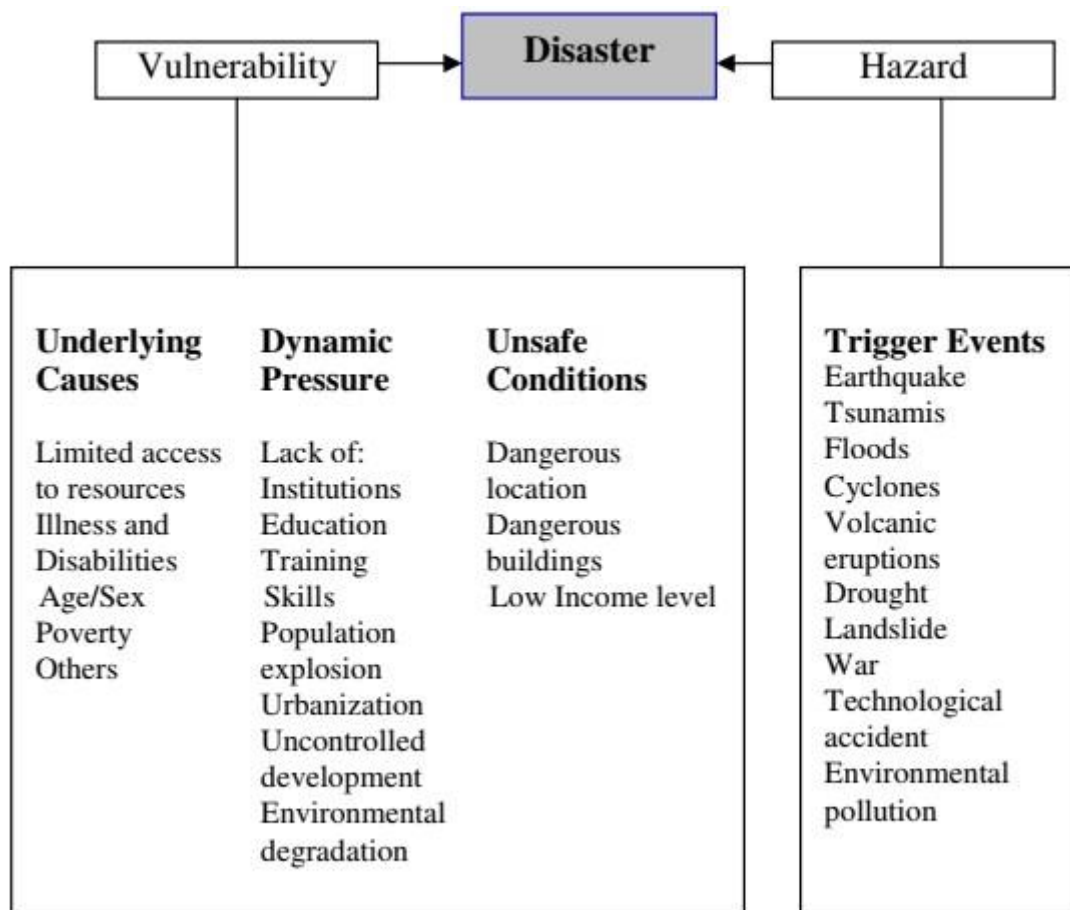 Vulnerability
Disaster
Hazard
Underlying
Causes
Limited access
to resources
Illness and
Disabilities
Age/Sex
Poverty
Others
Dynamic
Pressure
Lack of:
Institutions
Education
Training
Skills
Population
explosion
Urbanization
Uncontrolled
development
Environmental
degradation
Unsafe
Conditions
Dangerous
location
Dangerous
buildings
Low Income level
Trigger Events
Earthquake
Tsunamis
Floods
Cyclones
Volcanic
eruptions
Drought
Landslide
War
Technological
accident
Environmental
pollution